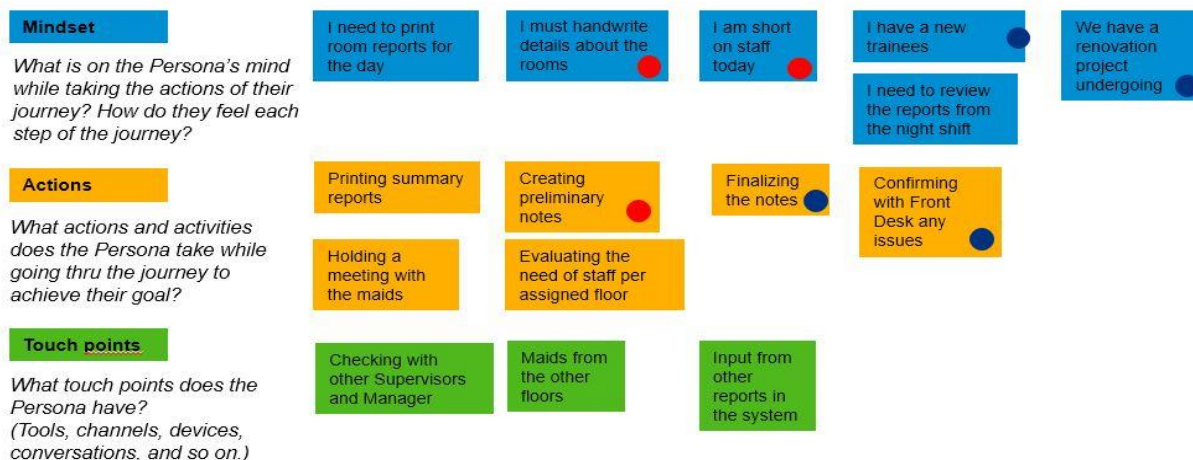 Mindset
What is on the Persona's mind
while taking the actions of their
journey? How do they feel each
step of the journey?
I need to print
room reports for
the day
I must handwrite
details about the
rooms
I am short
on staff
today
I have a new
trainees
I need to review
the reports from
the night shift
We have a
renovation
project
undergoing
Actions
What actions and activities
does the Persona take while
going thru the journey to
achieve their goal?
Printing summary
reports
Creating
preliminary
notes
Finalizing
the notes
Confirming
with Front
Desk any
issues
Holding a
meeting with
the maids
Evaluating the
need of staff per
assigned floor
Touch points
What touch points does the
Persona have?
(Tools, channels, devices,
conversations, and so on.)
Checking with
other Supervisors
and Manager
Maids from
the other
floors
Input from
other
reports in
the system